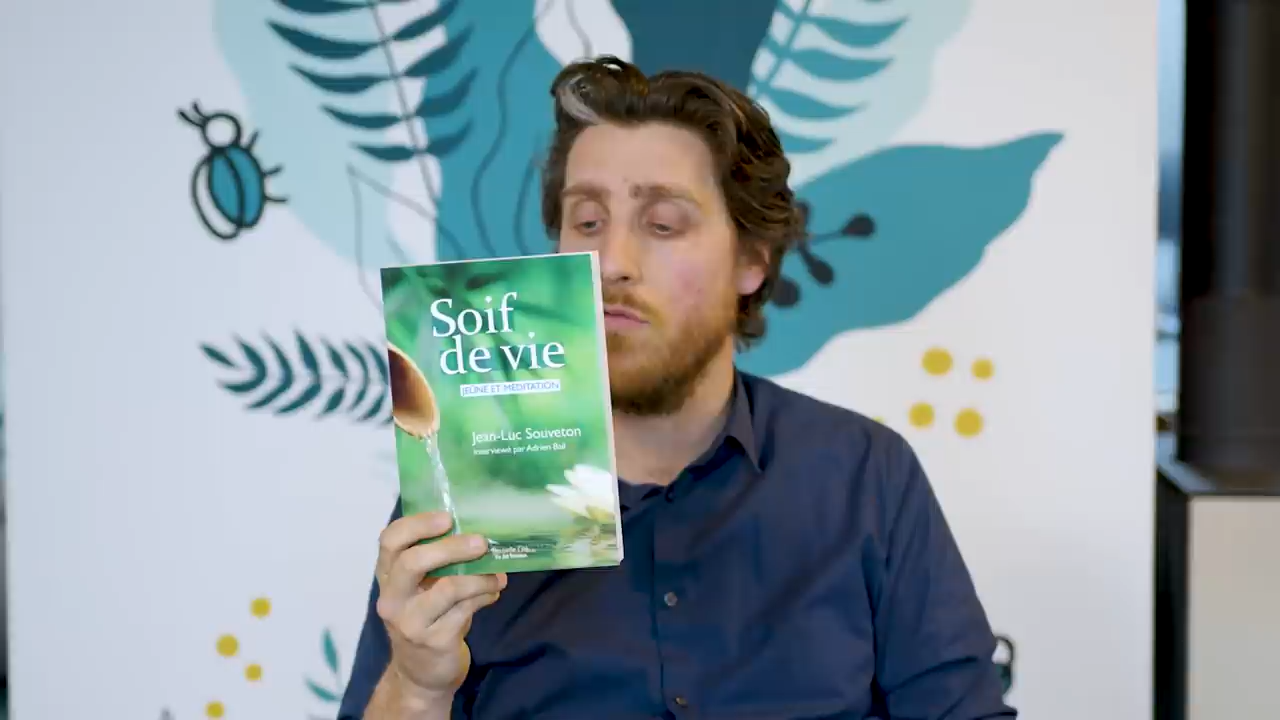 Soif
de vie
JEÛNE ET MÉDITATION
Jean-Luc Souveton
interviewé par Adrien Bail